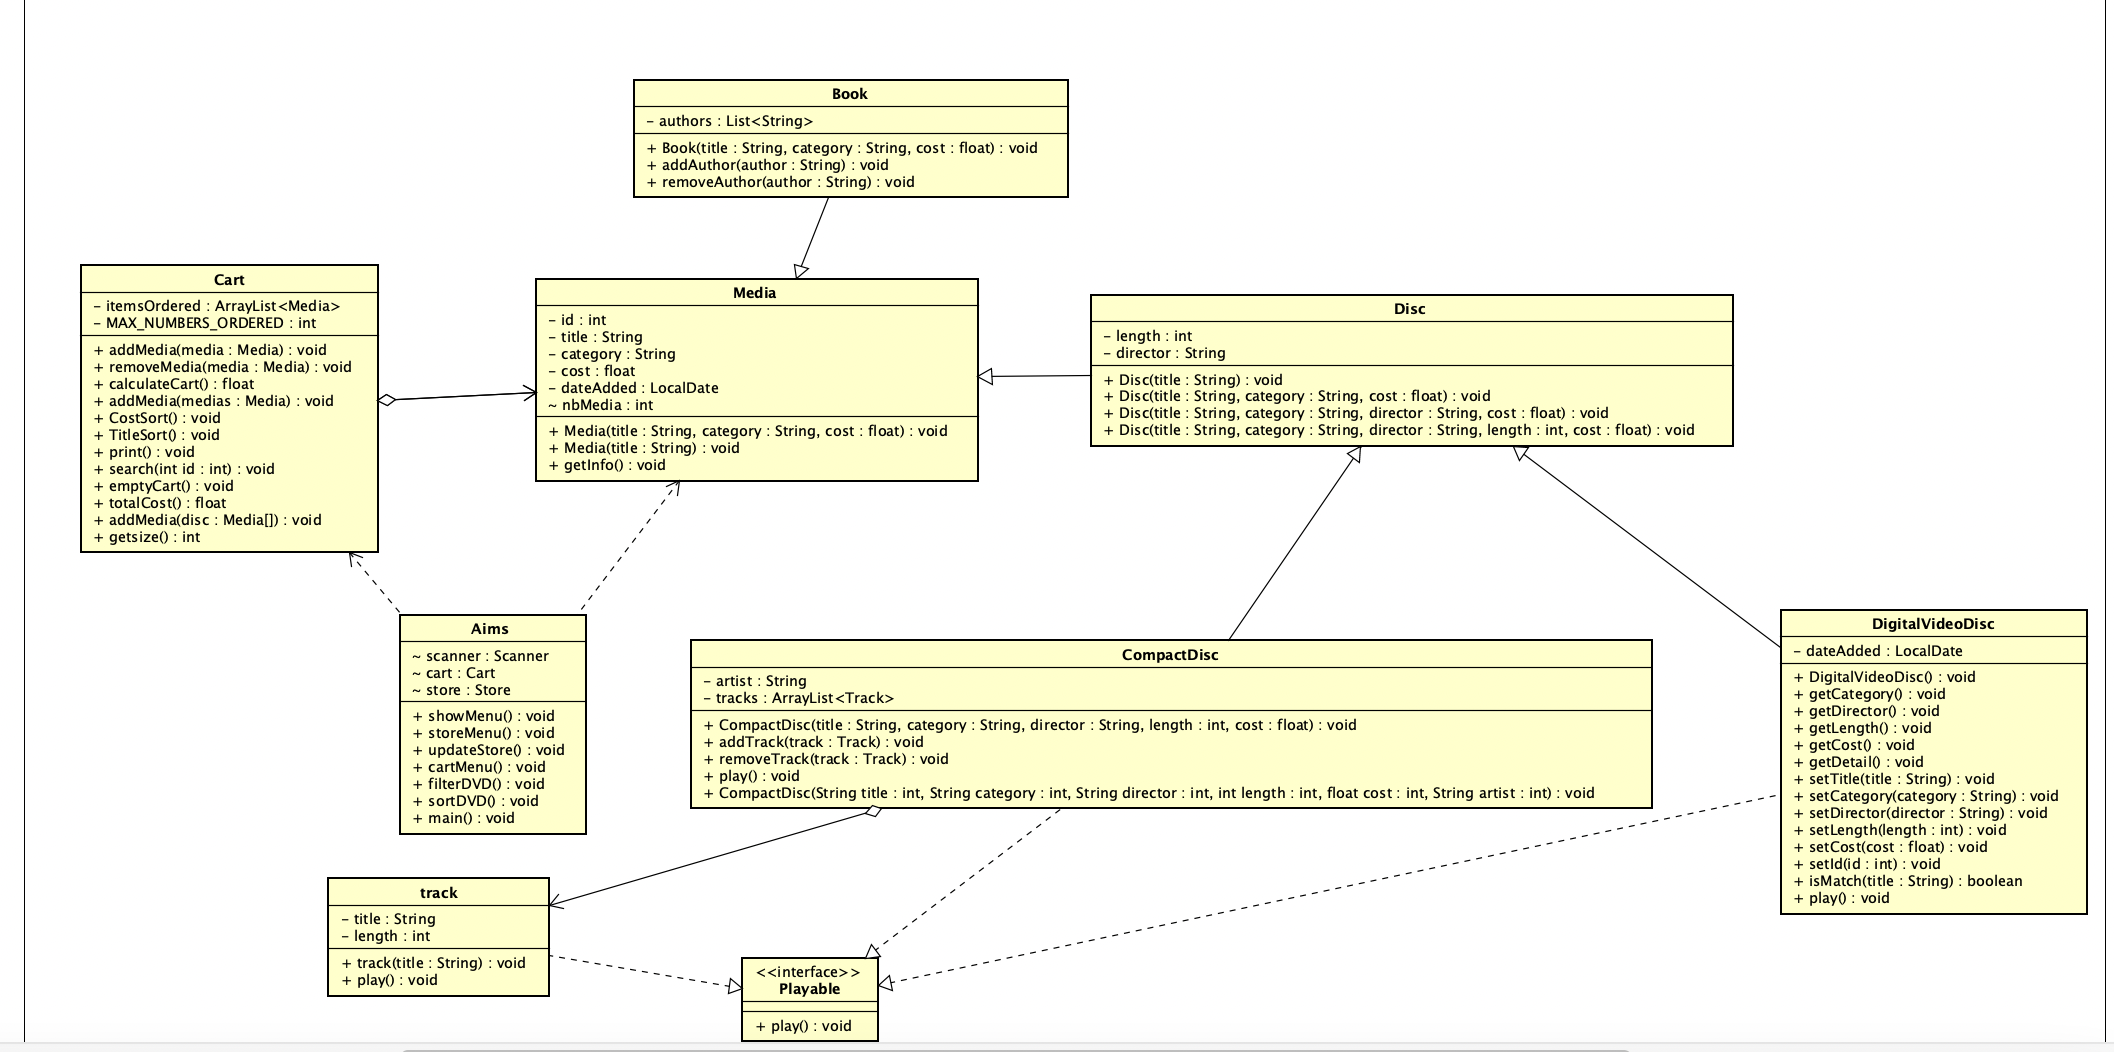 Book
– authors : List<String>
+ Book(title : String, category : String, cost : float) : void
+ addAuthor(author : String) : void
+ removeAuthor(author : String) : void
Cart
– itemsOrdered : ArrayList<Media>
– MAX_NUMBERS_ORDERED : int
+ addMedia(media : Media) : void
+ removeMedia(media : Media) : void
+ calculateCart() : float
+ addMedia(medias : Media) : void
+ CostSort() : void
+ TitleSort() : void
+ print() : void
+ search(int id : int) : void
+ emptyCart() : void
+ totalCost() : float
+ addMedia(disc : Media[]) : void
+ getsize() : int
Media
– id : int
– title : String
– category : String
– cost : float
– dateAdded : LocalDate
~ nbMedia : int
+ Media(title : String, category : String, cost : float) : void
+ Media(title : String) : void
+ getInfo() : void
Disc
– length : int
– director : String
+ Disc(title : String) : void
+ Disc(title : String, category : String, cost : float) : void
+ Disc(title : String, category : String, director : String, cost : float) : void
+ Disc(title : String, category : String, director : String, length : int, cost : float) : void
Aims
~ scanner : Scanner
~ cart : Cart
~ store : Store
+ showMenu() : void
+ storeMenu() : void
+ updateStore() : void
+ cartMenu() : void
+ filterDVD() : void
+ sortDVD() : void
+ main() : void
CompactDisc
– artist : String
– tracks : ArrayList<Track>
+ CompactDisc(title : String, category : String, director : String, length : int, cost : float) : void
+ addTrack(track : Track) : void
+ removeTrack(track : Track) : void
+ play() : void
+ CompactDisc(String title : int, String category : int, String director : int, int length : int, float cost : int, String artist : int) : void
DigitalVideoDisc
– dateAdded : LocalDate
+ DigitalVideoDisc() : void
+ getCategory() : void
+ getDirector() : void
+ getLength() : void
+ getCost() : void
+ getDetail() : void
+ setTitle(title : String) : void
+ setCategory(category : String) : void
+ setDirector(director : String) : void
+ setLength(length : int) : void
+ setCost(cost : float) : void
+ setId(id : int) : void
+ isMatch(title : String) : boolean
+ play() : void
track
– title : String
– length : int
+ track(title : String) : void
+ play() : void
<<interface>>
Playable
+ play() : void